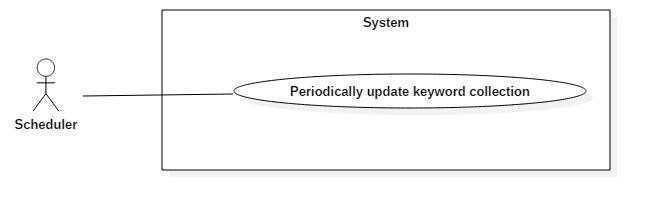 System
Periodically update keyword collection
Scheduler